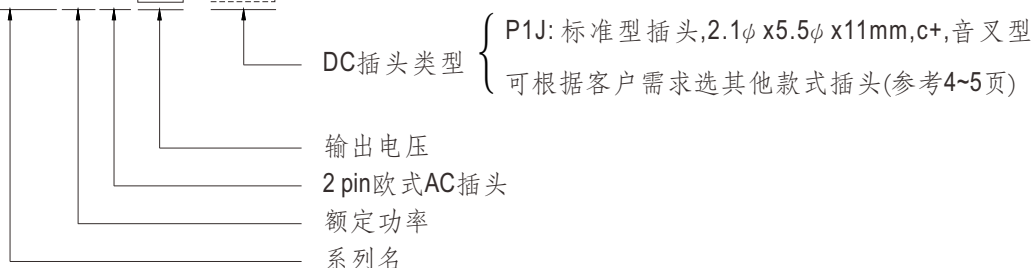 P1J: 标准型插头,2.1φ x5.5φ x11mm,c+,音叉型
DC插头类型
可根据客户需求选其他款式插头(参考4~5页)
输出电压
2 pin欧式AC插头
额定功率
系列名